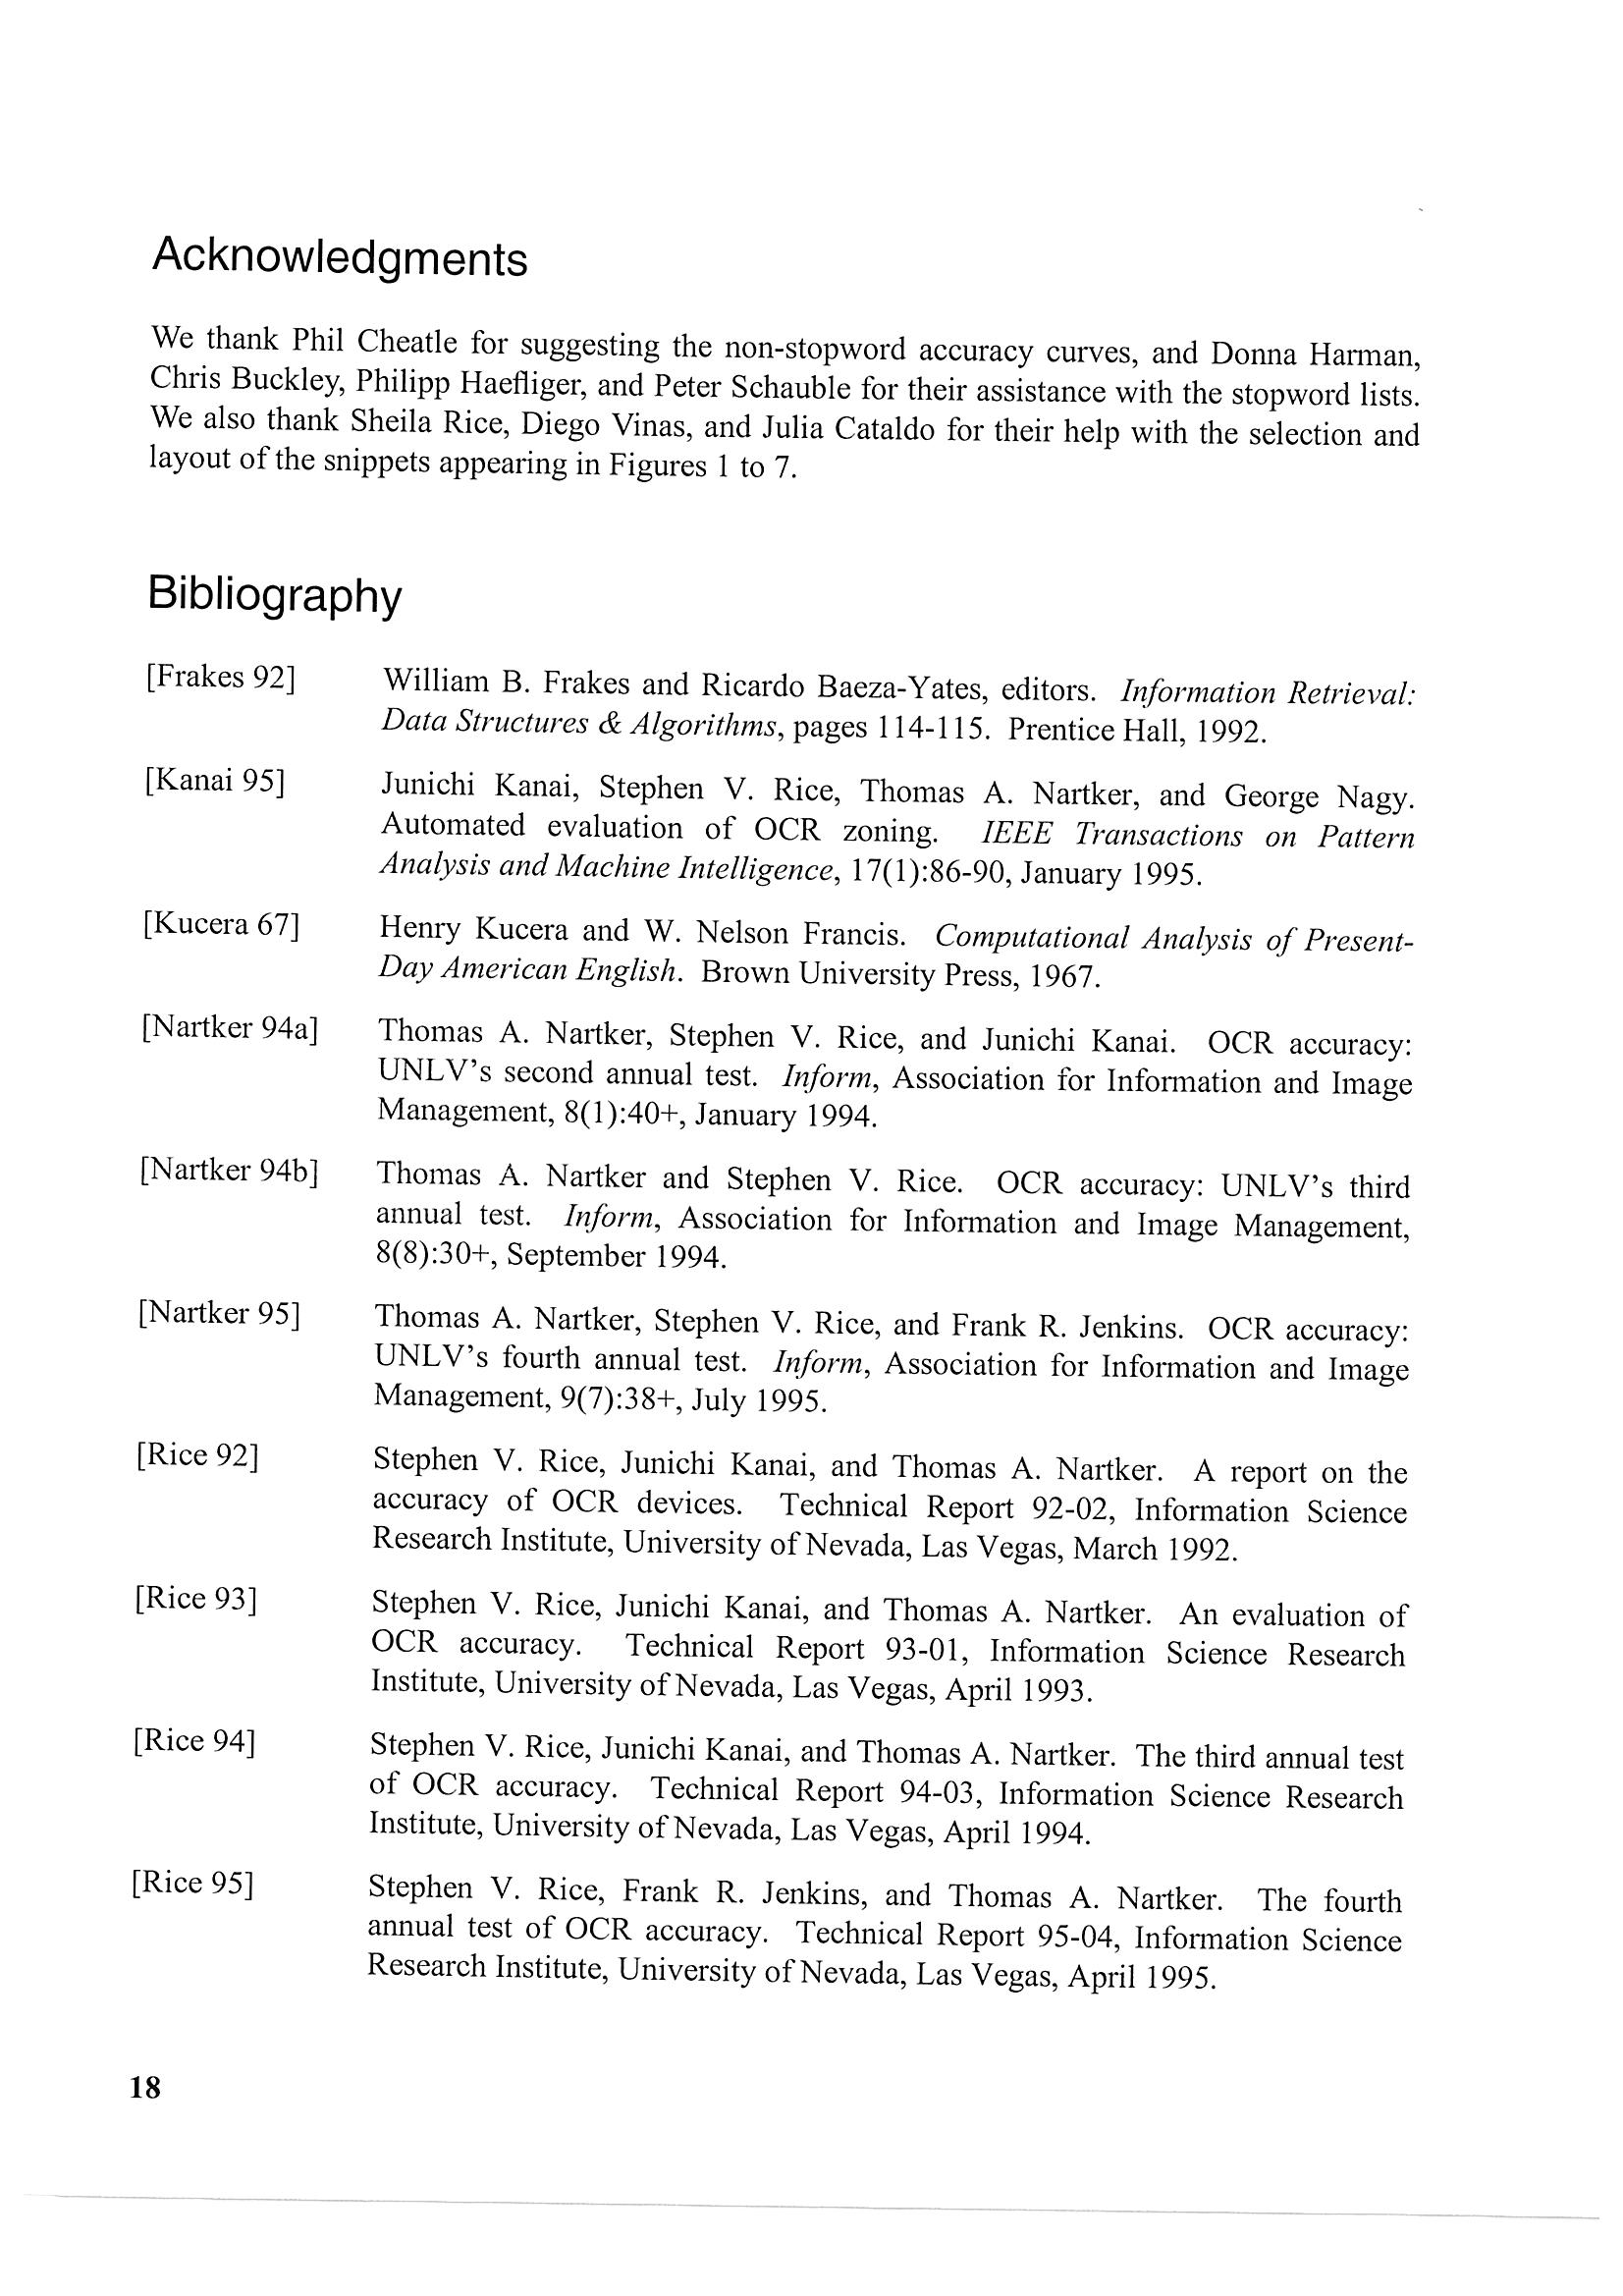 Acknowledgments
We thank Phil Cheatle for suggesting the non-stopword accuracy curves, and Donna Harman,
Chris Buckley, Philipp Haefliger, and Peter Schauble for their assistance with the stopword lists.
We also thank Sheila Rice, Diego Vinas, and Julia Cataldo for their help with the selection and
layout of the snippets appearing in Figures 1 to 7.
Bibliography
[Frakes 92] William B. Frakes and Ricardo Baeza-Yates, editors. Information Retrieval:
Data Structures & Algorithms, pages 114-115. Prentice Hall, 1992.
[Kanai 95] Junichi Kanai, Stephen V. Rice, Thomas A. Nartker, and George Nagy.
Automated evaluation of OCR zoning. IEEE Transactions on Pattern
Analysis and Machine Intelligence, 17(1):86-90, January 1995.
[Kucera 67] Henry Kucera and W. Nelson Francis. Computational Analysis of Present-
Day American English. Brown University Press, 1967.
[Nartker 94a] Thomas A. Nartker, Stephen V. Rice, and Junichi Kanai. OCR accuracy:
UNLV's second annual test. Inform, Association for Information and Image
Management, 8(1):40+, January 1994.
[Nartker 94b] Thomas A. Nartker and Stephen V. Rice. OCR accuracy: UNLV's third
annual test. Inform, Association for Information and Image Management,
8(8):30+, September 1994.
[Nartker 95] Thomas A. Nartker, Stephen V. Rice, and Frank R. Jenkins. OCR accuracy:
UNLV's fourth annual test. Inform, Association for Information and Image
Management, 9(7):38+, July 1995.
[Rice 92] Stephen V. Rice, Junichi Kanai, and Thomas A. Nartker. A report on the
accuracy of OCR devices. Technical Report 92-02, Information Science
Research Institute, University of Nevada, Las Vegas, March 1992.
[Rice 93] Stephen V. Rice, Junichi Kanai, and Thomas A. Nartker. An evaluation of
OCR accuracy. Technical Report 93-01, Information Science Research
Institute, University of Nevada, Las Vegas, April 1993.
[Rice 94] Stephen V. Rice, Junichi Kanai, and Thomas A. Nartker. The third annual test
of OCR accuracy. Technical Report 94-03, Information Science Research
Institute, University of Nevada, Las Vegas, April 1994.
[Rice 95] Stephen V. Rice, Frank R. Jenkins, and Thomas A. Nartker. The fourth
annual test of OCR accuracy. Technical Report 95-04, Information Science
Research Institute, University of Nevada, Las Vegas, April 1995.
18